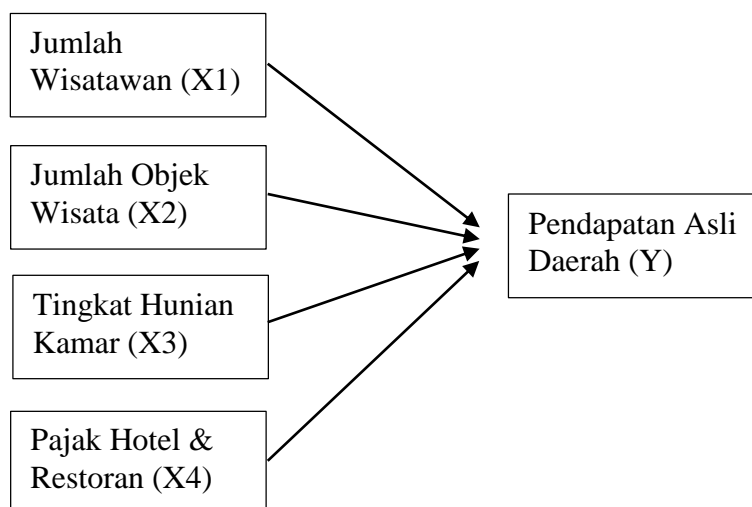 Jumlah
Wisatawan (X1)
Jumlah Objek
Wisata (X2)
Pendapatan Asli
Daerah (Y)
Tingkat Hunian
Kamar (X3)
Pajak Hotel &
Restoran (X4)